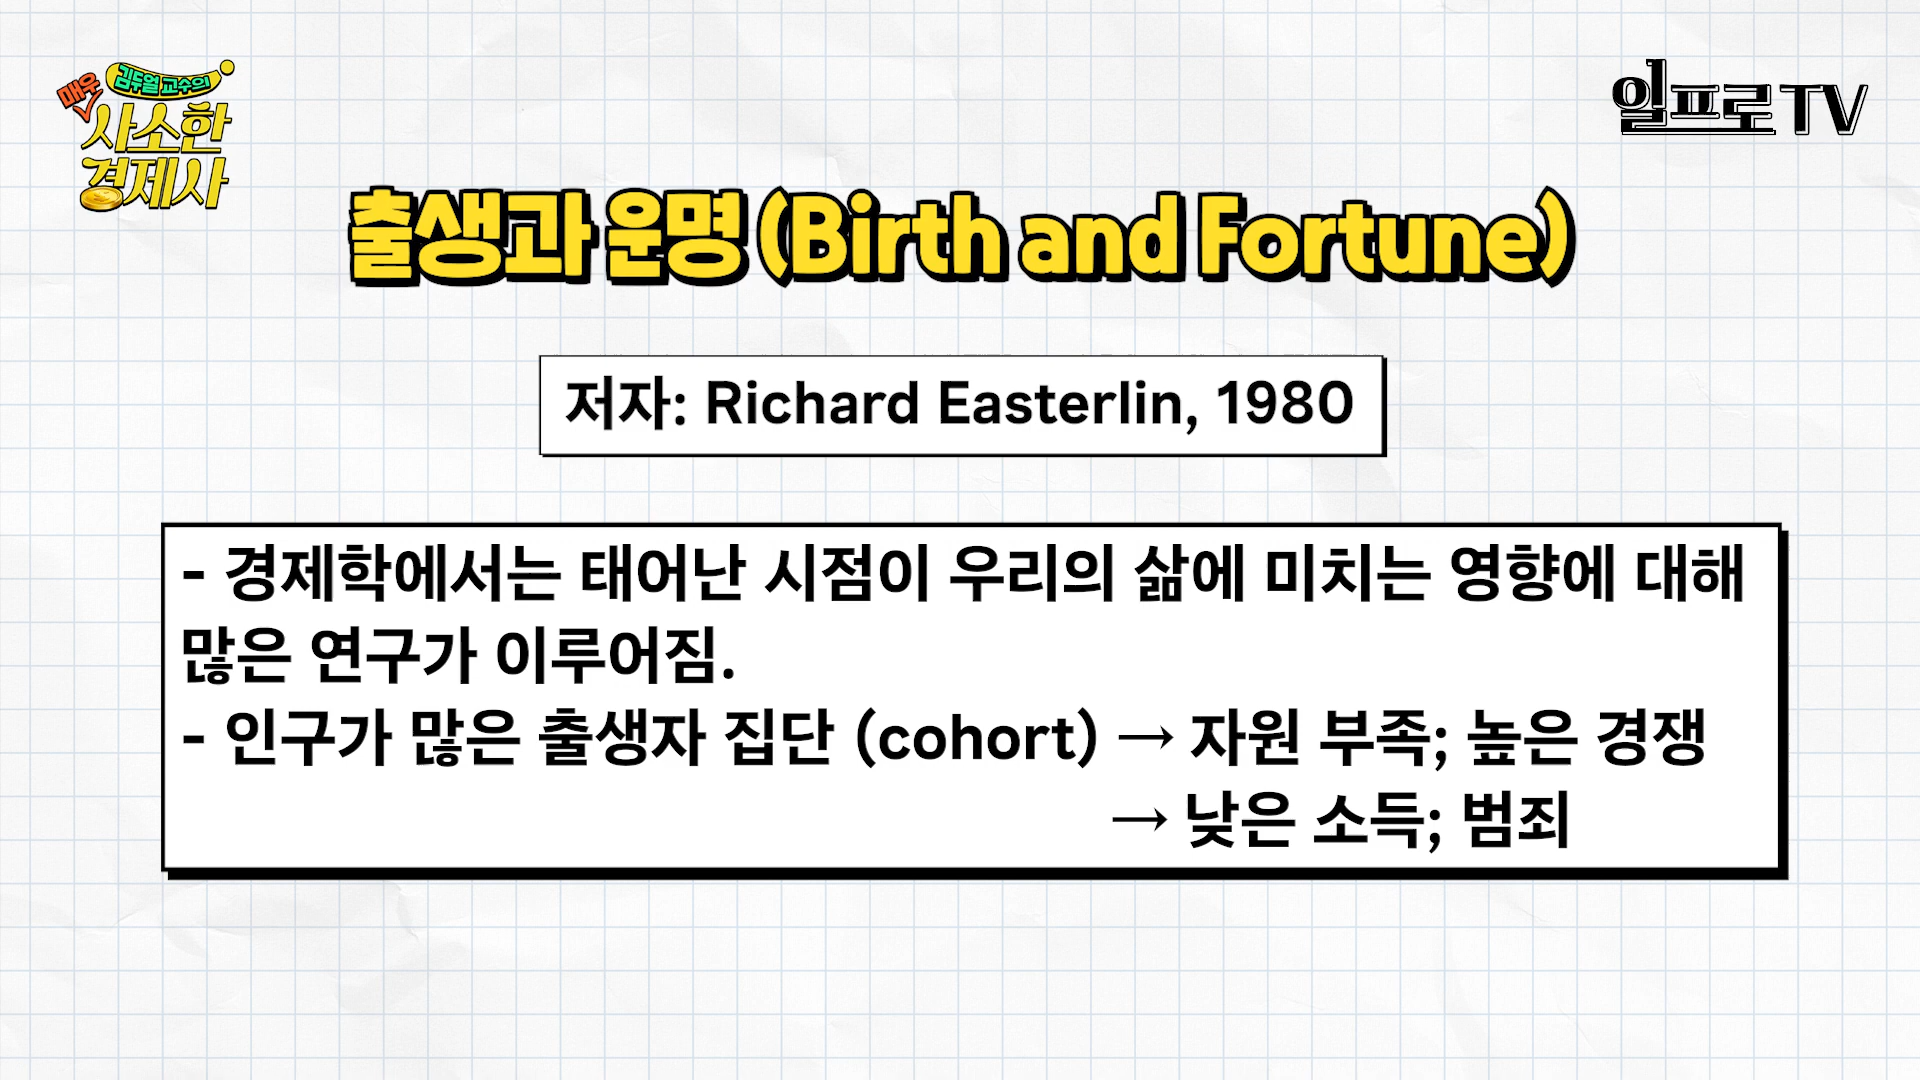 매우
김두얼 교수의
사소한
경제사
일프로TV
출생과 운명 (Birth and Fortune)
저자: Richard Easterlin, 1980
- 경제학에서는 태어난 시점이 우리의 삶에 미치는 영향에 대해
많은 연구가 이루어짐.
- 인구가 많은 출생자 집단 (cohort) → 자원 부족; 높은 경쟁
→ 낮은 소득; 범죄